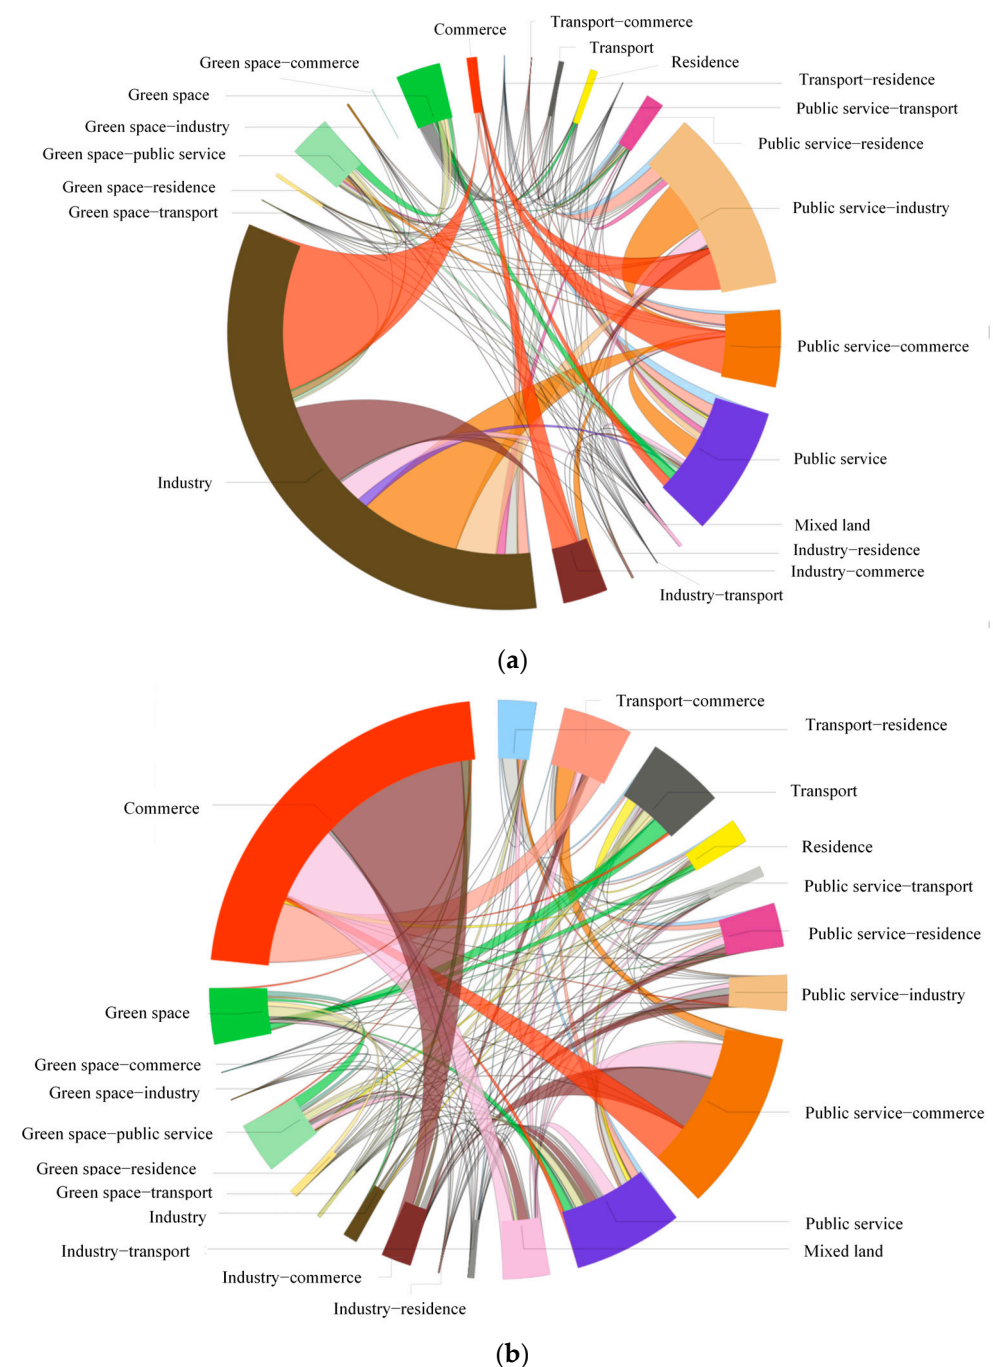 Transport−commerce
Commerce
Transport
Green space−commerce
Residence
Transport−residence
Green space
Public service−transport
Green space−industry
Public service−residence
Green space−public service
Green space−residence
Public service−industry
Green space−transport
Public service−commerce
Public service
Industry
Mixed land
Industry−residence
Industry−commerce
Industry−transport
(a)
Transport−commerce
Transport−residence
Transport
Commerce
Residence
Public service−transport
Public service−residence
Public service−industry
Green space
Green space−commerce
Green space−industry
Public service−commerce
Green space−public service
Green space−residence
Green space−transport
Industry
Public service
Industry−transport
Mixed land
Industry−commerce
Industry−residence
(b)